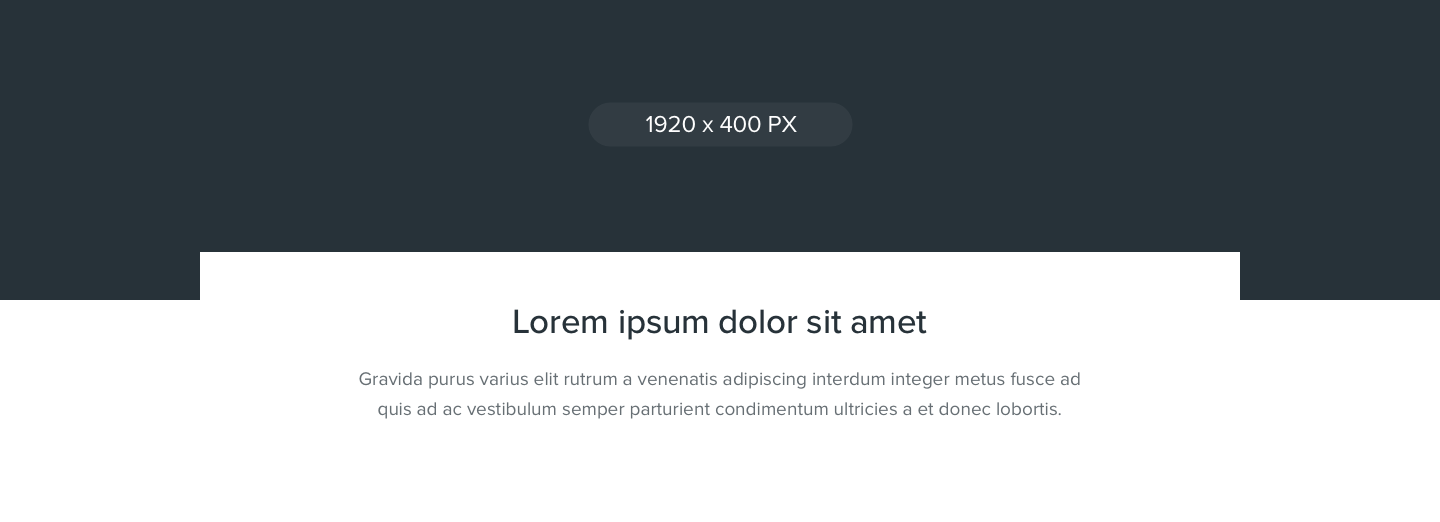 1920 x 400 PX
Lorem ipsum dolor sit amet
Gravida purus varius elit rutrum a venenatis adipiscing interdum integer metus fusce ad
quis ad ac vestibulum semper parturient condimentum ultricies a et donec lobortis.